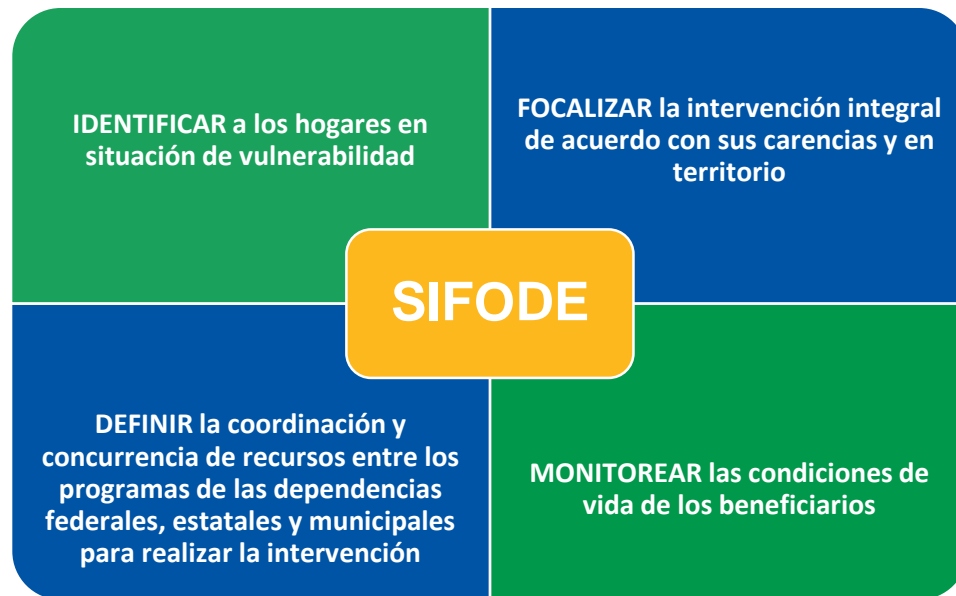 IDENTIFICAR a los hogares en
situación de vulnerabilidad
FOCALIZAR la intervención integral
de acuerdo con sus carencias y en
territorio
SIFODE
DEFINIR la coordinación y
concurrencia de recursos entre los
programas de las dependencias
federales, estatales y municipales
para realizar la intervención
MONITOREAR las condiciones de
vida de los beneficiarios